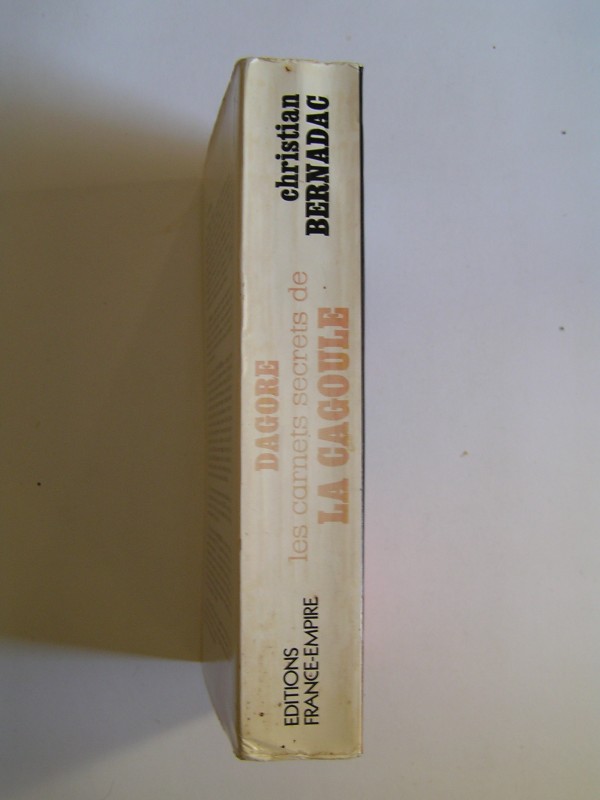 christian
BERNADAC
DAGORE
les carnets secrets de
LA CAGOULE
EDITIONS
FRANCE-EMPIRE